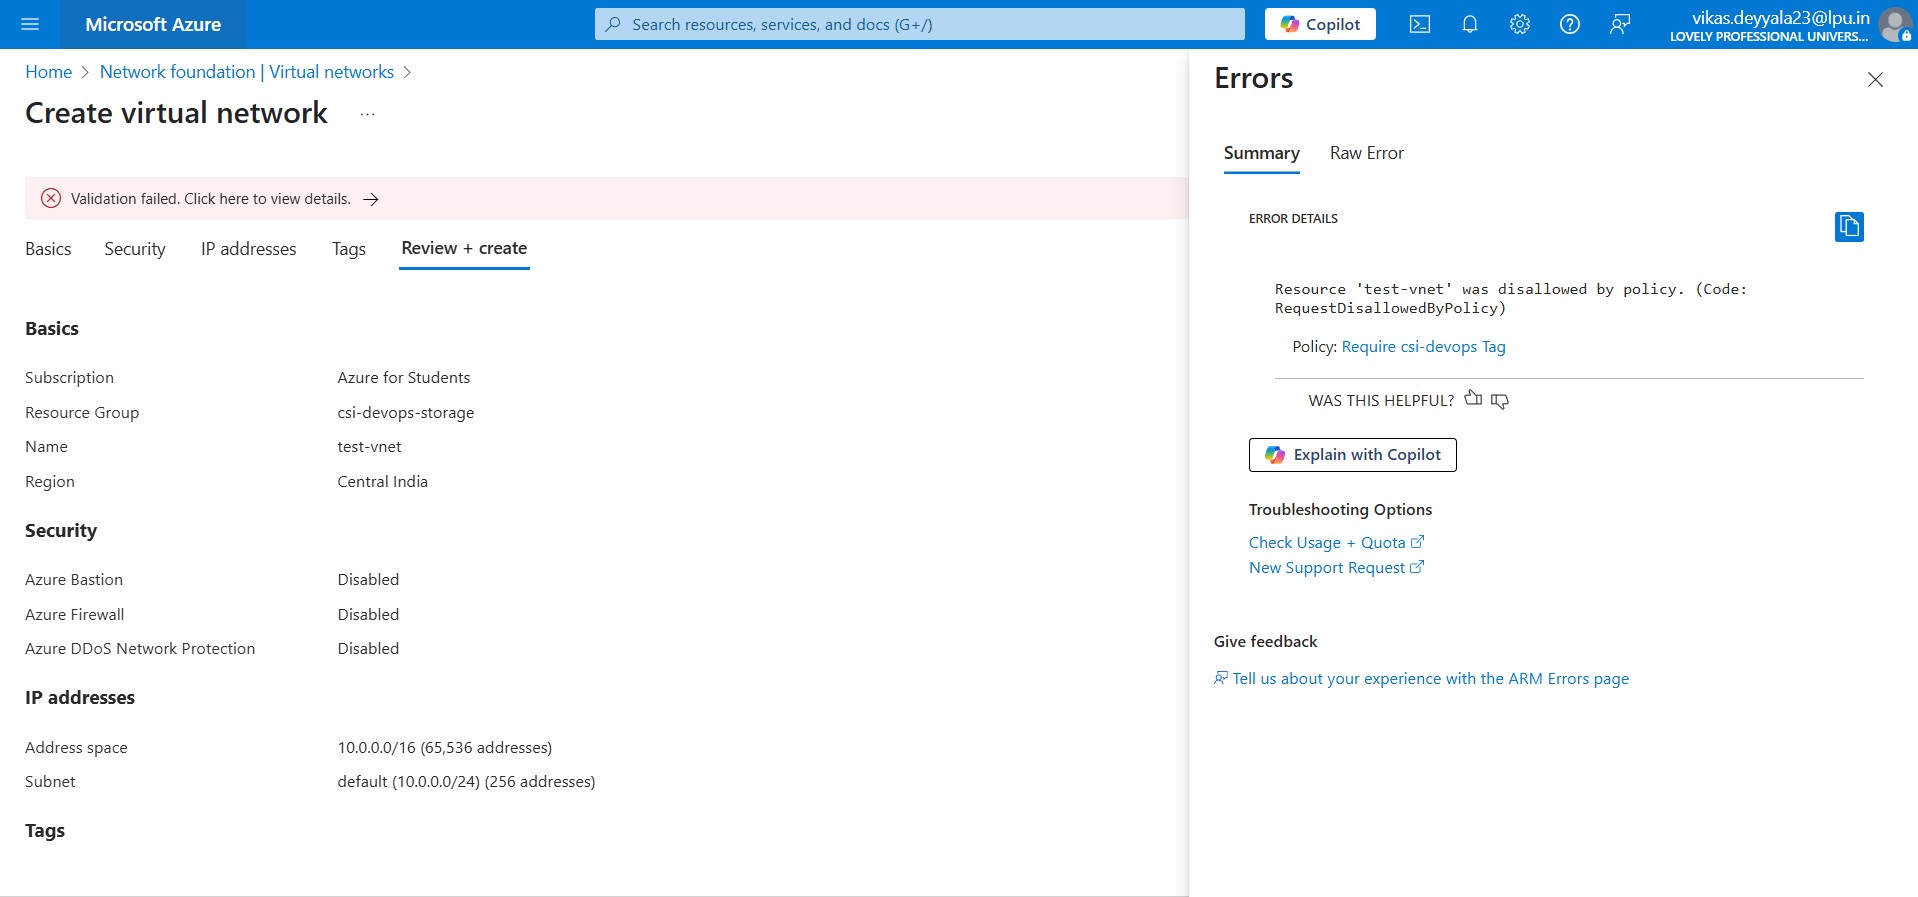 Microsoft Azure
Search resources, services, and docs (G+/)
Copilot
vikas.deyyala23@lpu.in
LOVELY PROFESSIONAL UNIVERS...
Home > Network foundation | Virtual networks >
Create virtual network ...
Validation failed. Click here to view details. →
Basics Security IP addresses Tags Review + create
Basics
Subscription Azure for Students
Resource Group csi-devops-storage
Name test-vnet
Region Central India
Security
Azure Bastion Disabled
Azure Firewall Disabled
Azure DDoS Network Protection Disabled
IP addresses
Address space 10.0.0.0/16 (65,536 addresses)
Subnet default (10.0.0.0/24) (256 addresses)
Tags
Errors
Summary Raw Error
ERROR DETAILS
Resource 'test-vnet' was disallowed by policy. (Code:
RequestDisallowedByPolicy)
Policy: Require csi-devops Tag
WAS THIS HELPFUL?
Explain with Copilot
Troubleshooting Options
Check Usage + Quota
New Support Request
Give feedback
Tell us about your experience with the ARM Errors page